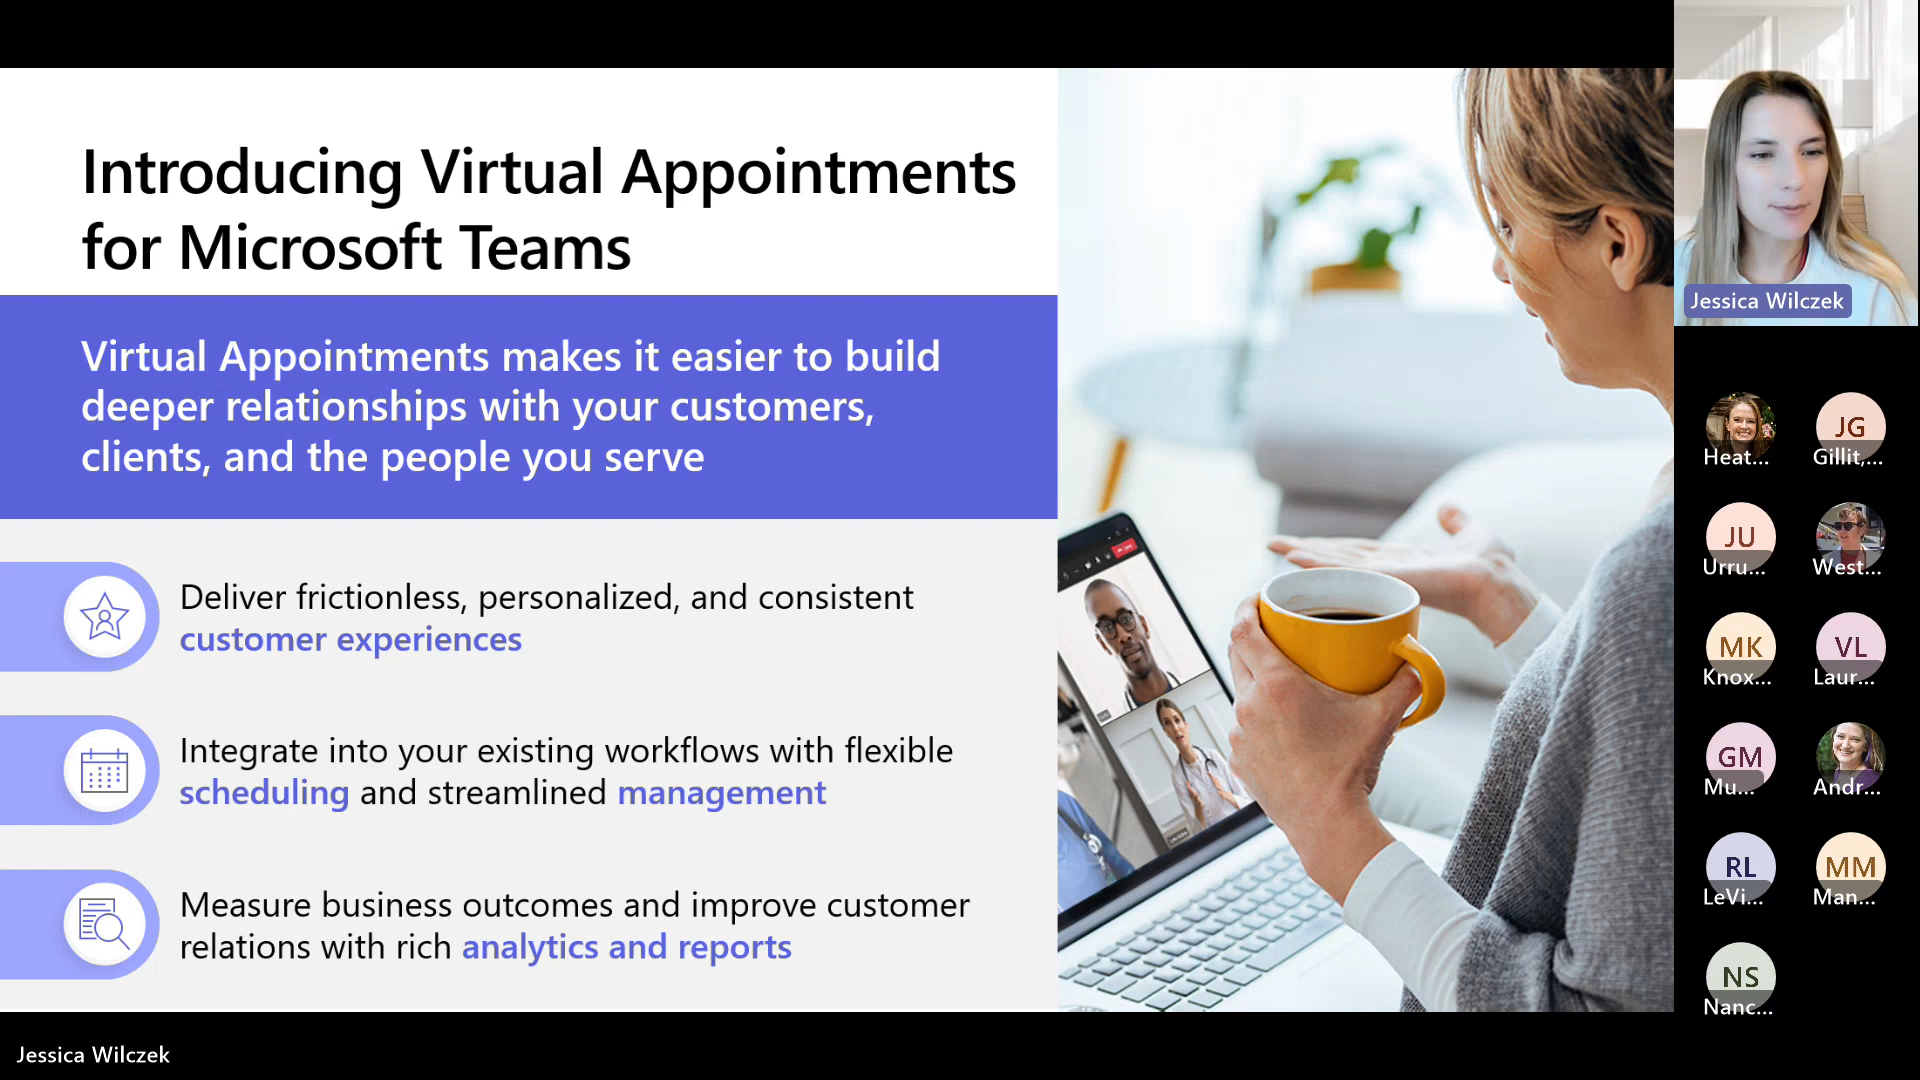 Introducing Virtual Appointments
for Microsoft Teams
Virtual Appointments makes it easier to build
deeper relationships with your customers,
clients, and the people you serve
Deliver frictionless, personalized, and consistent
customer experiences
Integrate into your existing workflows with flexible
scheduling and streamlined management
Measure business outcomes and improve customer
relations with rich analytics and reports
Jessica Wilczek
Heat...
JG
Gillit,...
JU
Urru...
West...
MK
Knox...
VL
Laur...
GM
Mu...
Andr...
RL
LeVi...
MM
Man...
NS
Nanc...
Jessica Wilczek